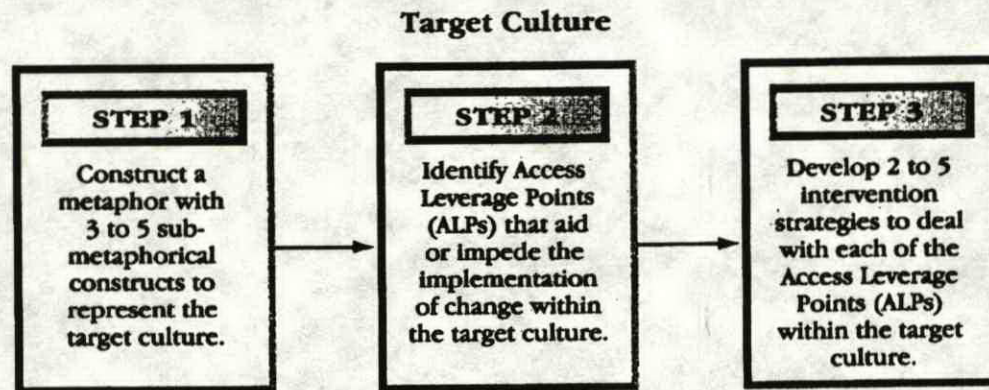 Target Culture
STEP 1
Construct a
metaphor with
3 to 5 sub-
metaphorical
constructs to
represent the
target culture.
STEP 2
Identify Access
Leverage Points
(ALPs) that aid
or impede the
implementation
of change within
the target culture.
STEP 3
Develop 2 to 5
intervention
strategies to deal
with each of the
Access Leverage
Points (ALPs)
within the target
culture.